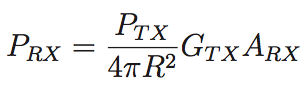 P_{RX} = \frac{P_{TX}}{4\pi R^2} G_{TX} A_{RX}